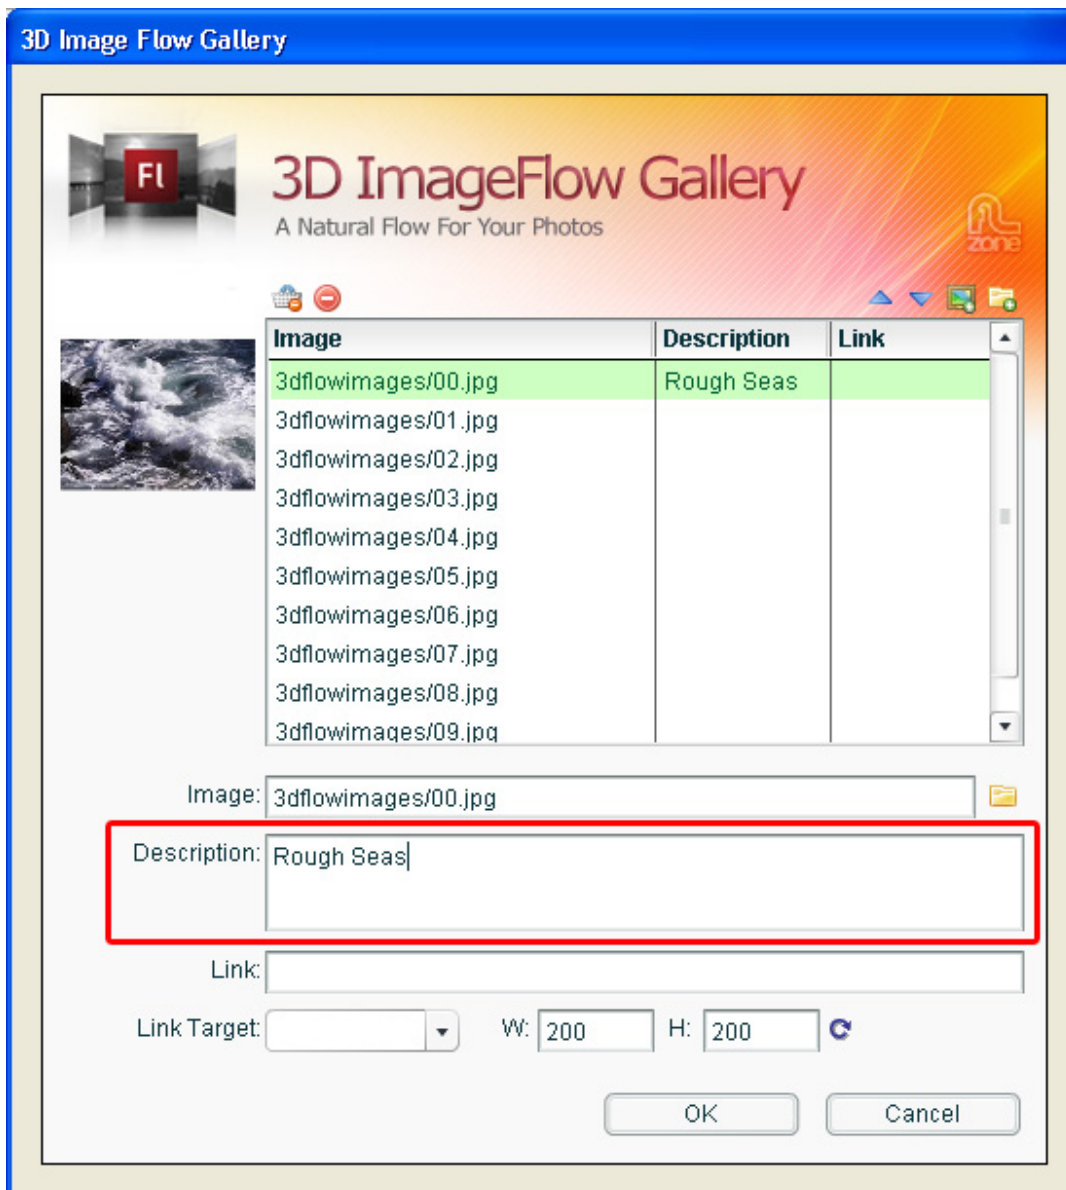 3D Image Flow Gallery
FL
3D ImageFlow Gallery
A Natural Flow For Your Photos
FL
zone
Image Description Link
3dflowimages/00.jpg Rough Seas
3dflowimages/01.jpg
3dflowimages/02.jpg
3dflowimages/03.jpg
3dflowimages/04.jpg
3dflowimages/05.jpg
3dflowimages/06.jpg
3dflowimages/07.jpg
3dflowimages/08.jpg
3dflowimages/09.jpg
Image: 3dflowimages/00.jpg
Description: Rough Seas
Link:
Link Target: W: 200 H: 200
OK Cancel